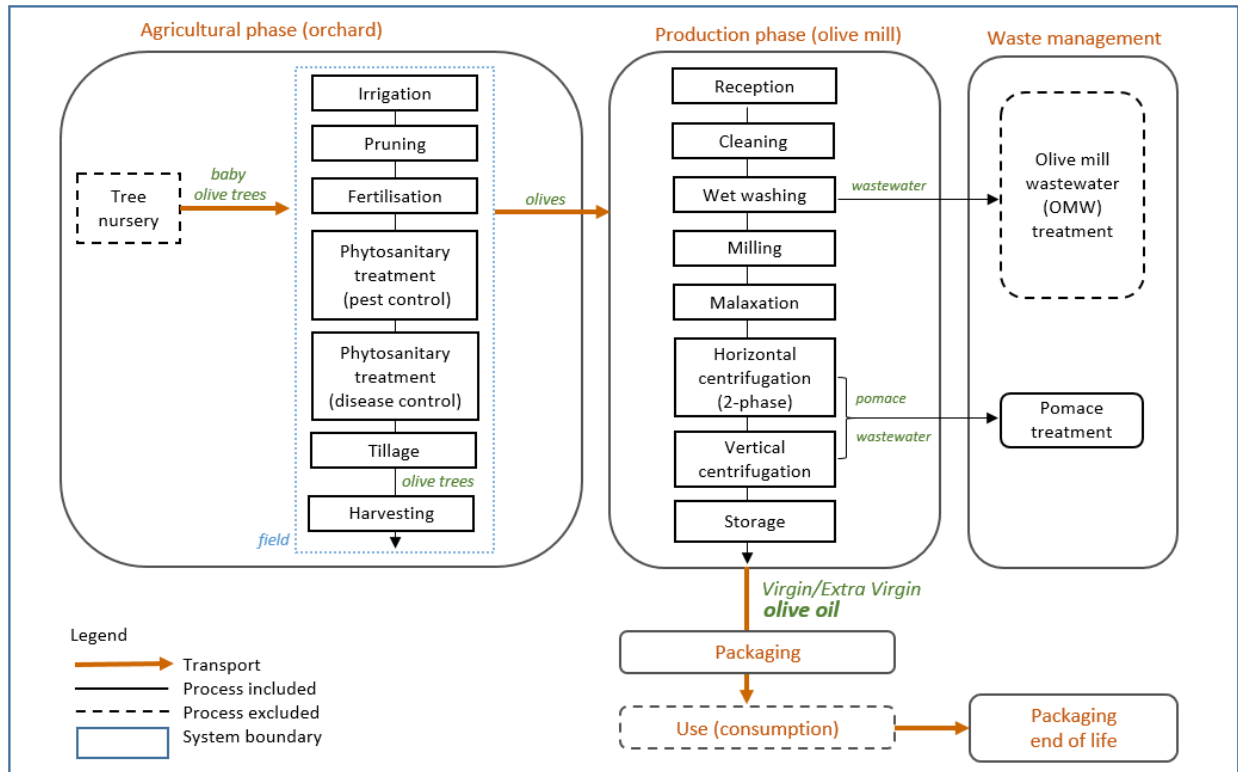 Agricultural phase (orchard)
Tree
nursery
baby
olive trees
Irrigation
Pruning
Fertilisation
Phytosanitary
treatment
(pest control)
Phytosanitary
treatment
(disease control)
Tillage
olive trees
Harvesting
field
olives
Production phase (olive mill)
Reception
Cleaning
Wet washing
Milling
Malaxation
Horizontal
centrifugation
(2-phase)
Vertical
centrifugation
Storage
wastewater
pomace
wastewater
Waste management
Olive mill
wastewater
(OMW)
treatment
Pomace
treatment
Virgin/Extra Virgin
olive oil
Packaging
Use (consumption)
Packaging
end of life
Legend
Transport
Process included
Process excluded
System boundary